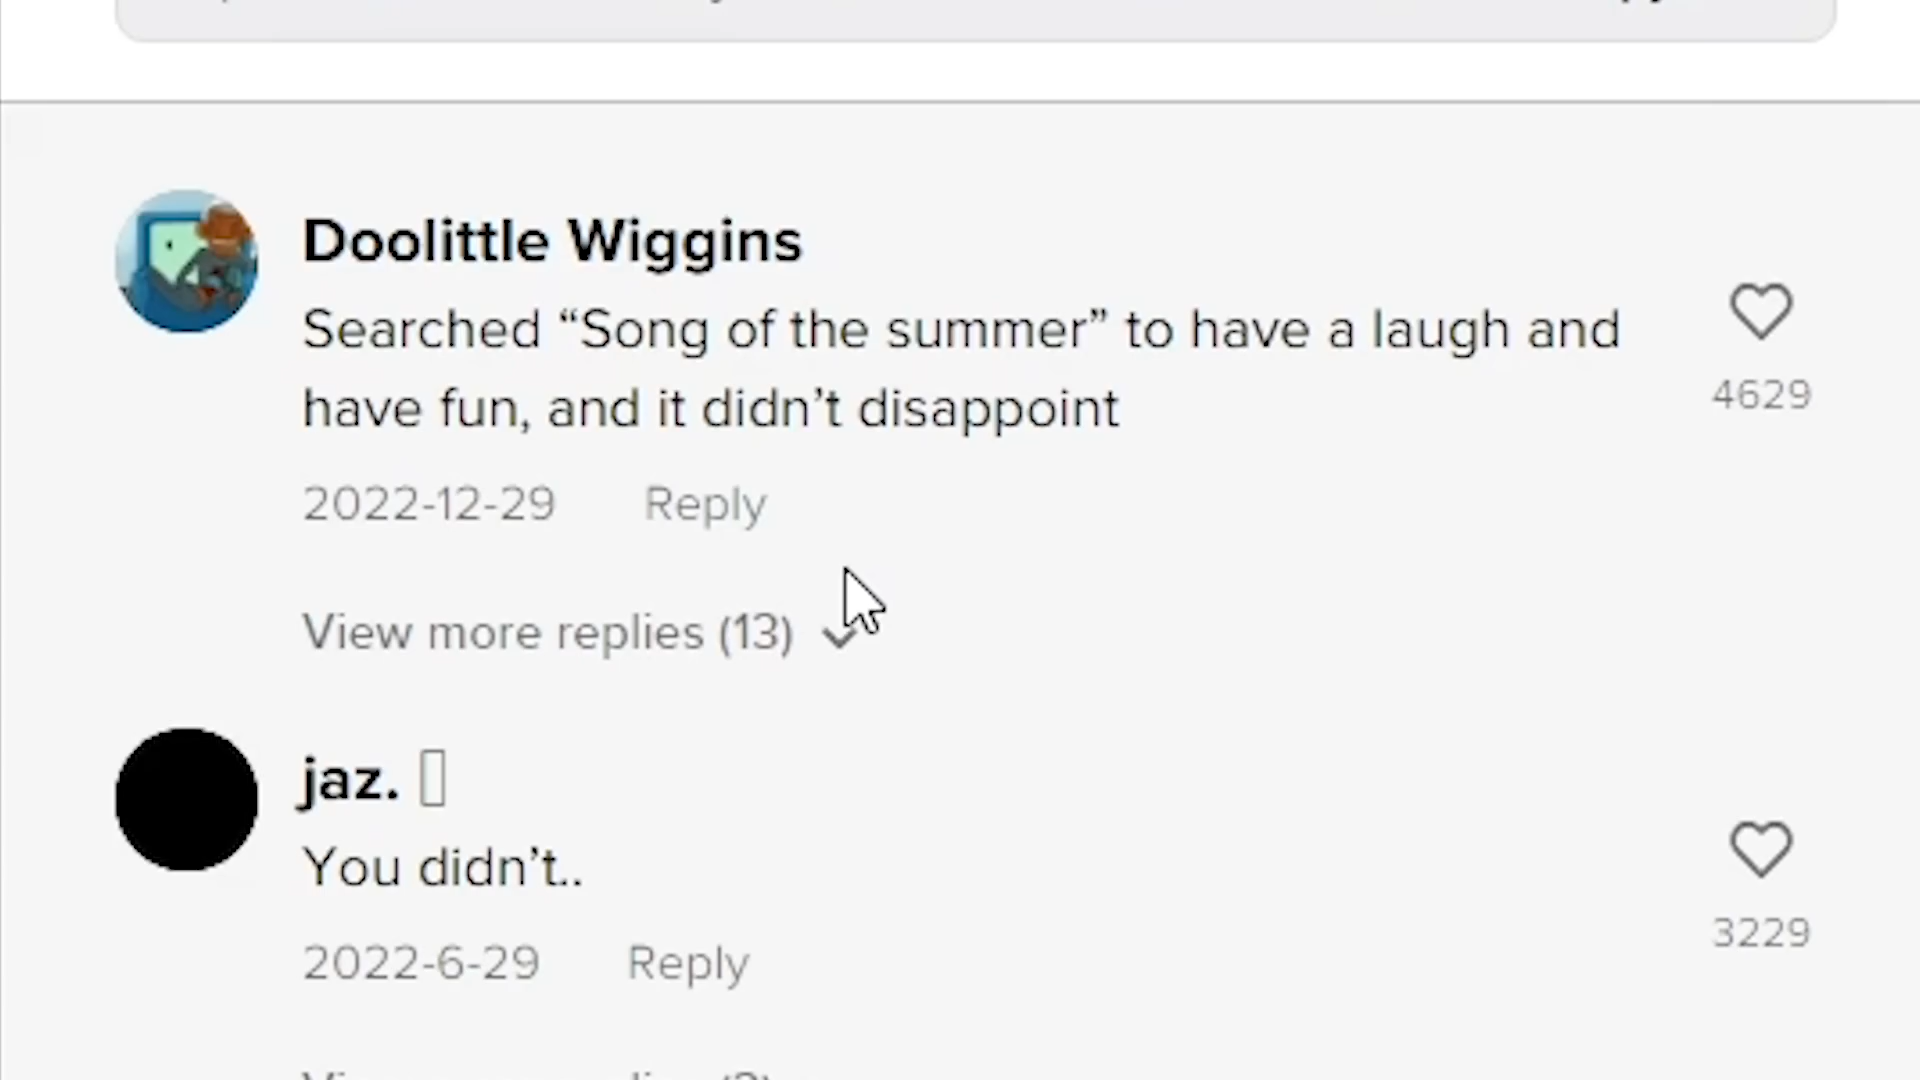 Doolittle Wiggins
Searched “Song of the summer” to have a laugh and
have fun, and it didn’t disappoint
4629
2022-12-29 Reply
View more replies (13)
jaz.
You didn’t..
3229
2022-6-29 Reply